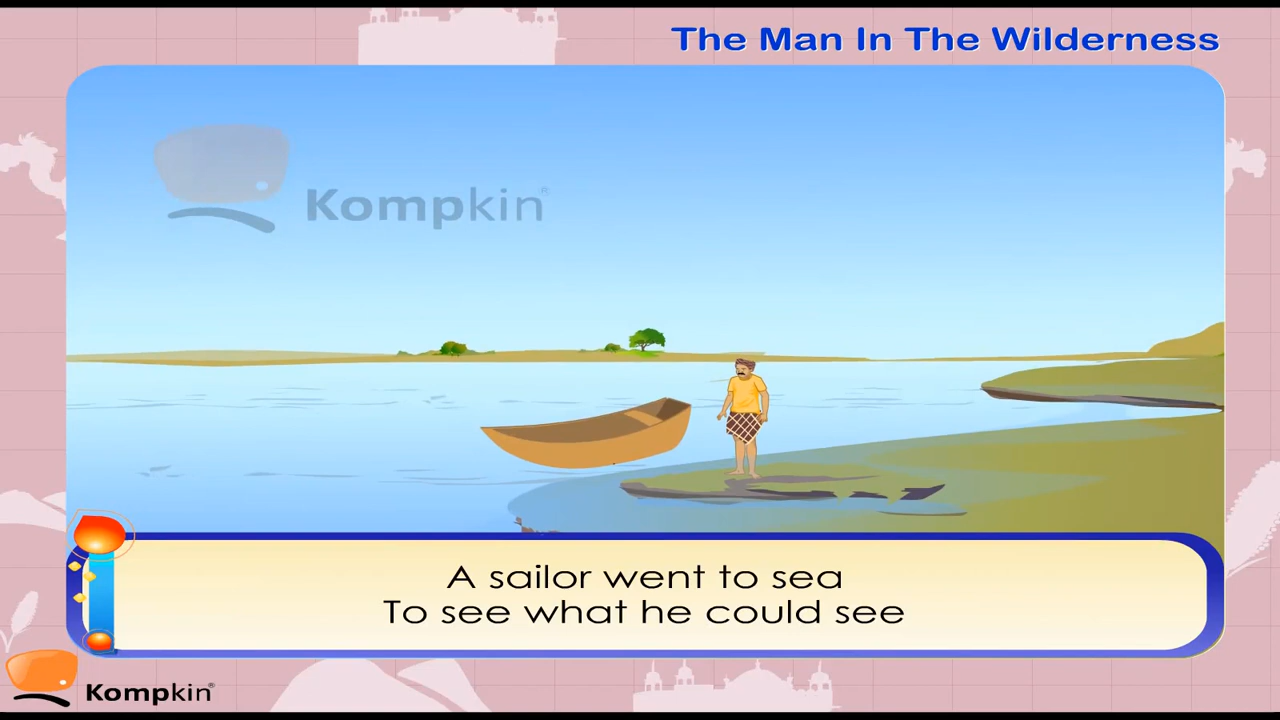 The Man In The Wilderness
Kompkin®
A sailor went to sea
To see what he could see
Kompkin®